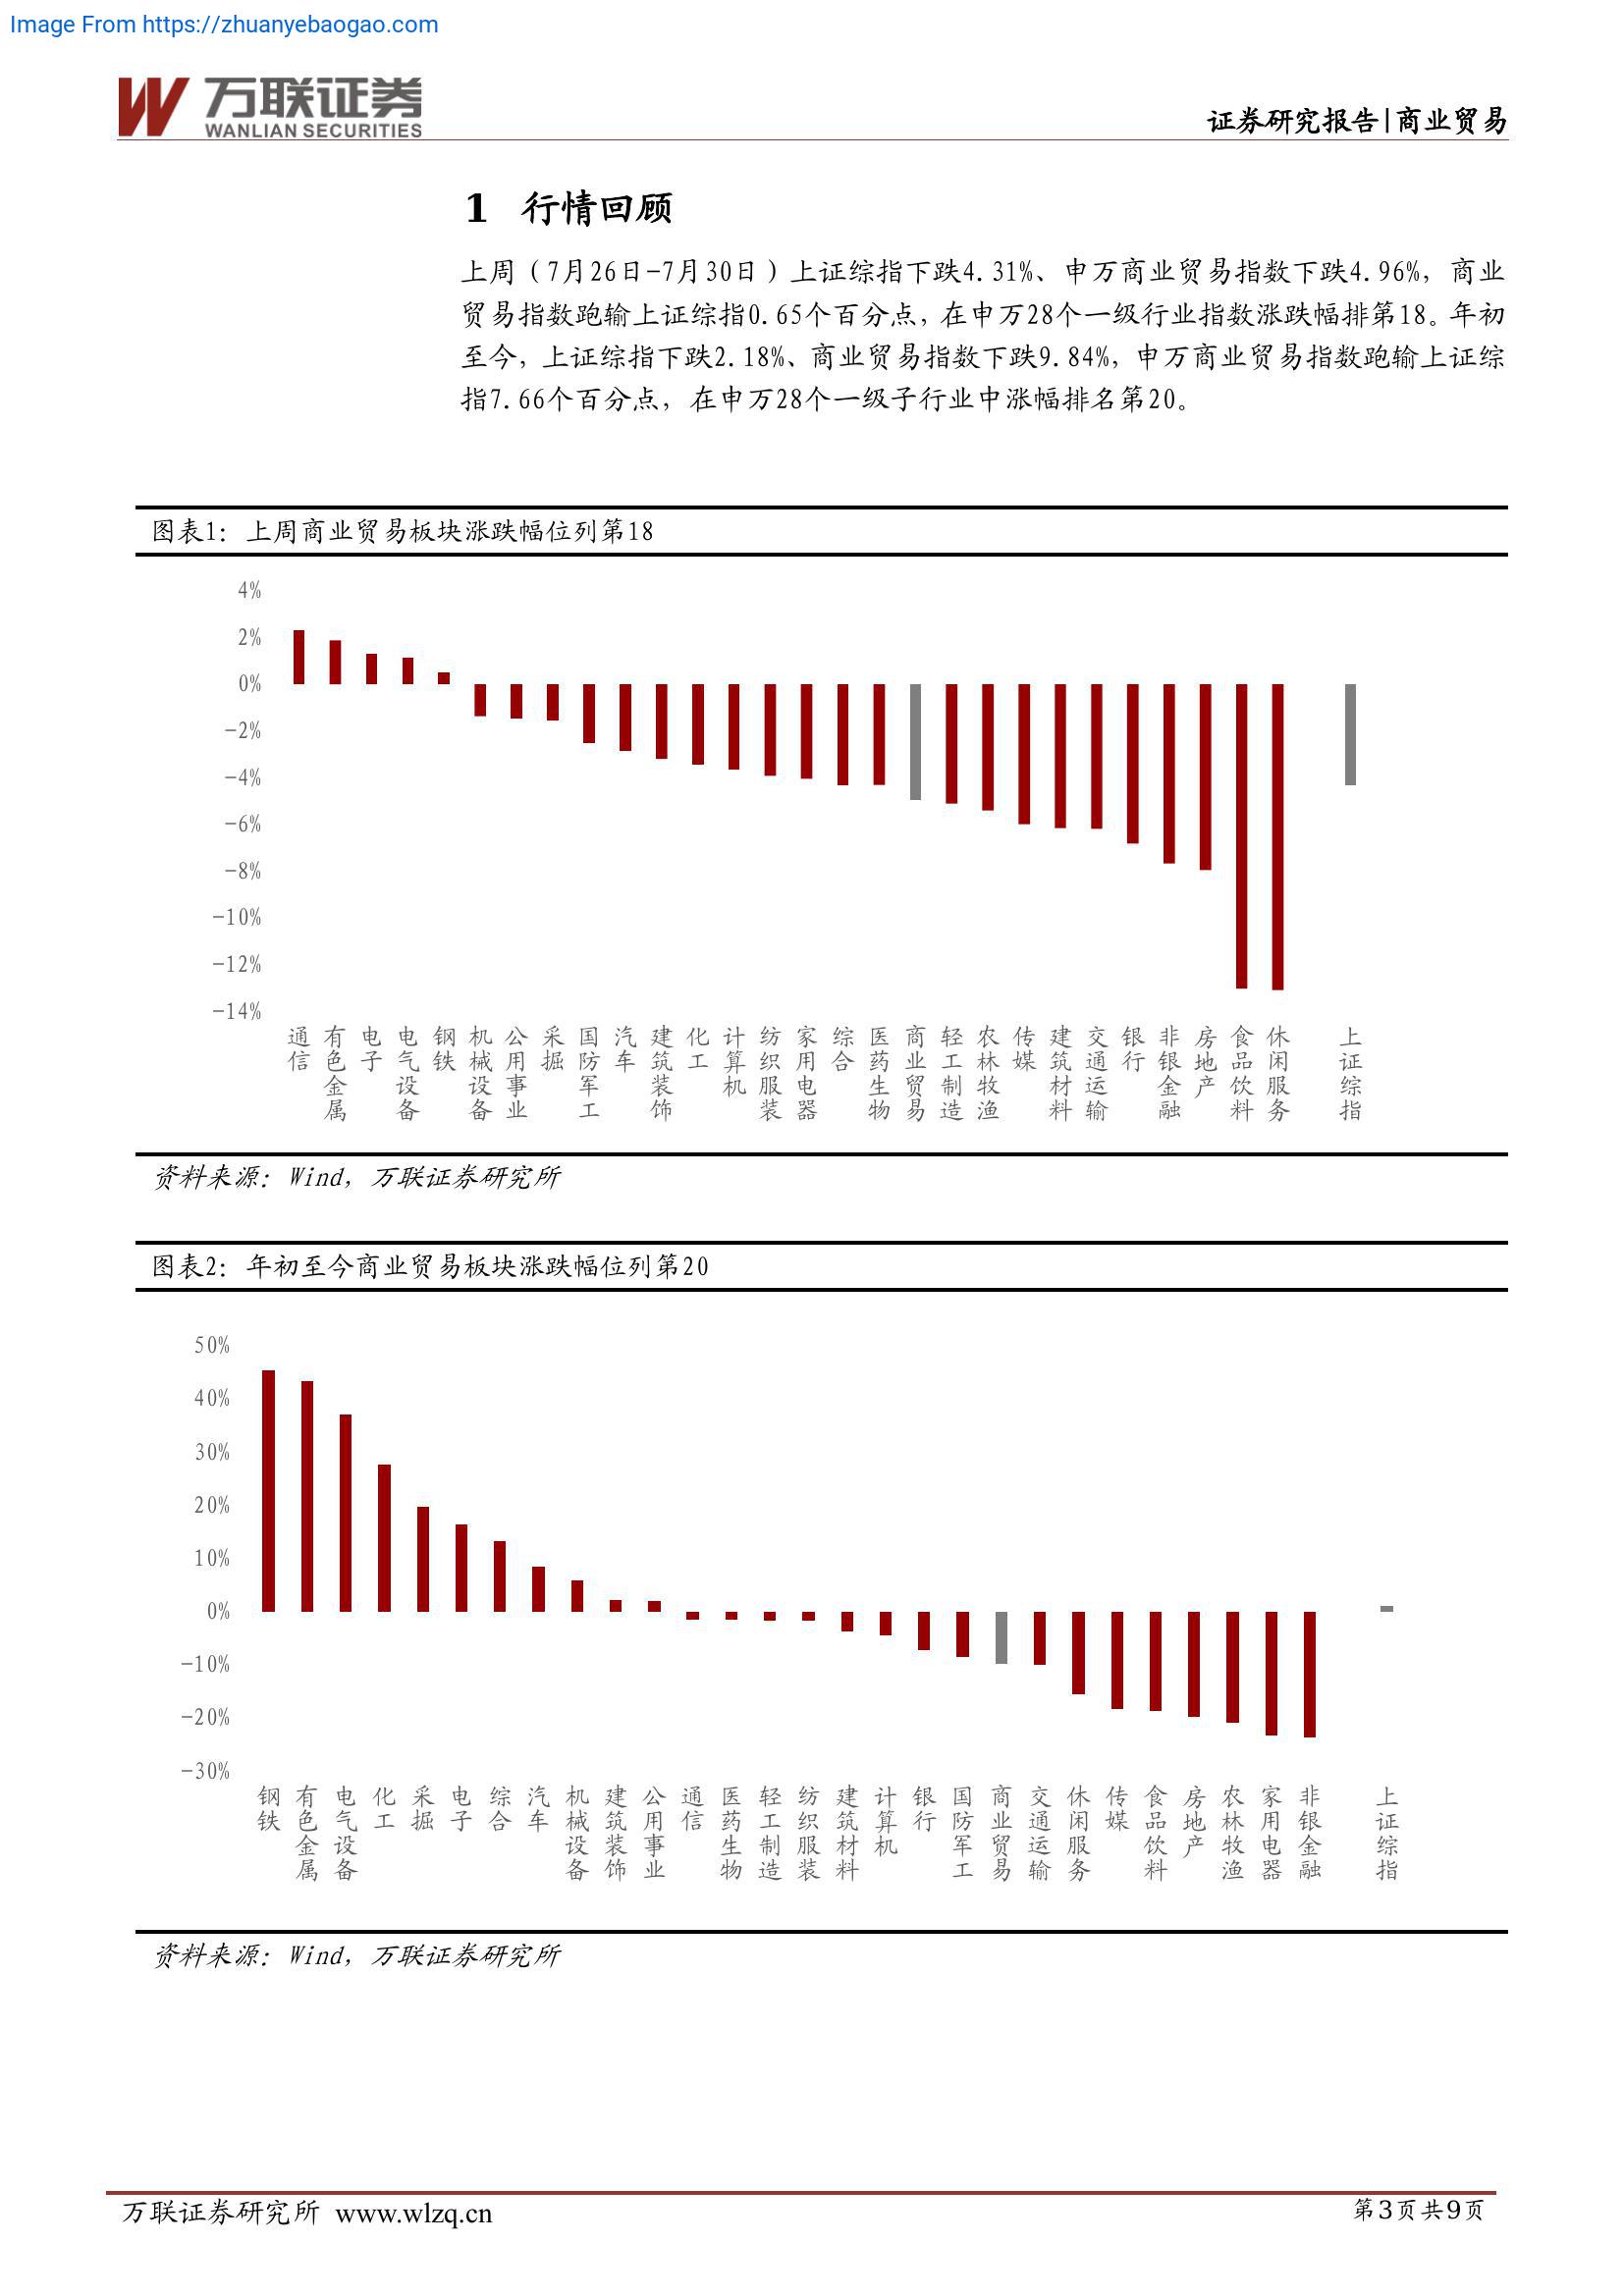 Image From https://zhuanyebaogao.com
万联证券
WANLIAN SECURITIES
证券研究报告|商业贸易
1 行情回顾
上周（7月26日-7月30日）上证综指下跌4.31%、申万商业贸易指数下跌4.96%，商业
贸易指数跑输上证综指0.65个百分点，在申万28个一级行业指数涨跌幅排第18。年初
至今，上证综指下跌2.18%、商业贸易指数下跌9.84%，申万商业贸易指数跑输上证综
指7.66个百分点，在申万28个一级子行业中涨幅排名第20。
图表1：上周商业贸易板块涨跌幅位列第18
4%
2%
0%
-2%
-4%
-6%
-8%
-10%
-12%
-14%
通信
有色金属
电子
电气设备
钢铁
机械设备
公用事业
采掘
国防军工
汽车
建筑装饰
化工
计算机
纺织服装
家用电器
综合
医药生物
商业贸易
轻工制造
农林牧渔
传媒
建筑材料
交通运输
银行
非银金融
房地产
食品饮料
休闲服务
上证综指
资料来源：Wind，万联证券研究所
图表2：年初至今商业贸易板块涨跌幅位列第20
50%
40%
30%
20%
10%
0%
-10%
-20%
-30%
钢铁
有色金属
电气设备
化工
采掘
电子
综合
汽车
机械设备
建筑装饰
公用事业
通信
医药生物
轻工制造
纺织服装
建筑材料
计算机
银行
国防军工
商业贸易
交通运输
休闲服务
传媒
食品饮料
房地产
农林牧渔
家用电器
非银金融
上证综指
资料来源：Wind，万联证券研究所
万联证券研究所 www.wlzq.cn
第3页共9页